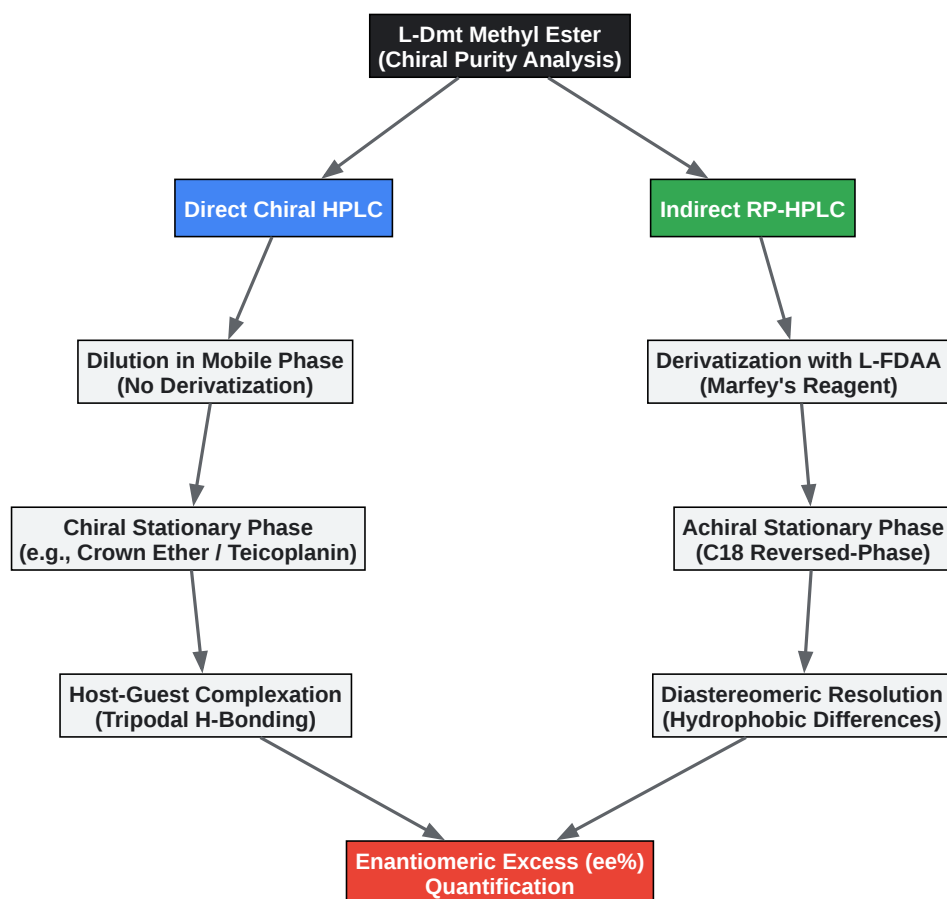 L-Dmt Methyl Ester
(Chiral Purity Analysis)
Direct Chiral HPLC
Indirect RP-HPLC
Dilution in Mobile Phase
(No Derivatization)
Derivatization with L-FDAA
(Marfey's Reagent)
Chiral Stationary Phase
(e.g., Crown Ether / Teicoplanin)
Achiral Stationary Phase
(C18 Reversed-Phase)
Host-Guest Complexation
(Tripodal H-Bonding)
Diastereomeric Resolution
(Hydrophobic Differences)
Enantiomeric Excess (ee%)
Quantification